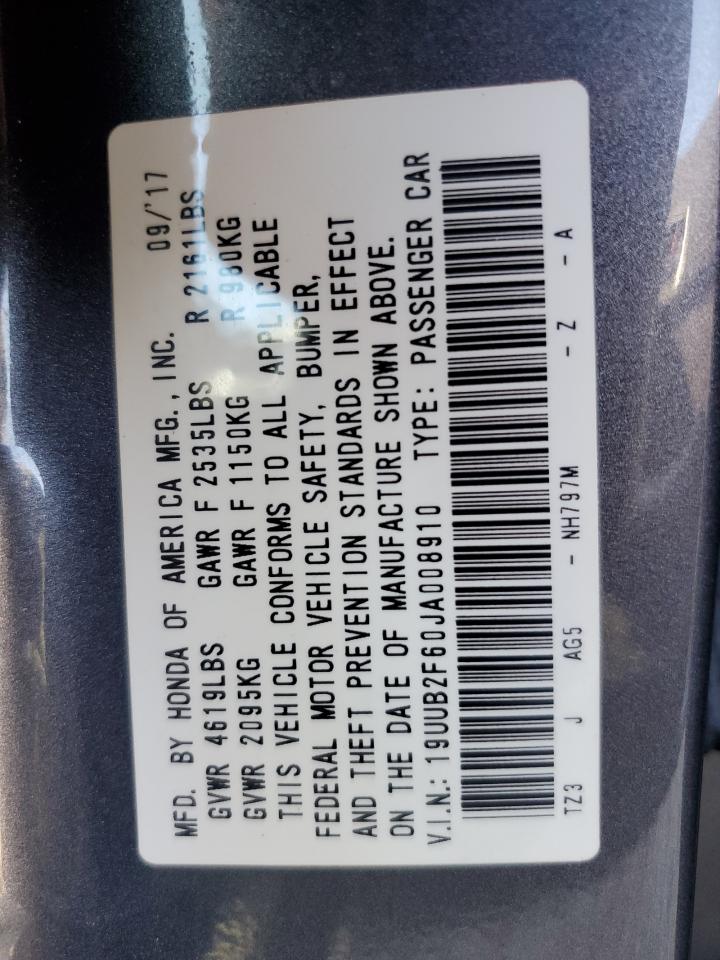 MFD. BY HONDA OF AMERICA MFG., INC. 09/'17
GVWR 4619LBS GAWR F 2535LBS R 2161LBS
GVWR 2095KG GAWR F 1150KG R 980KG
THIS VEHICLE CONFORMS TO ALL APPLICABLE
FEDERAL MOTOR VEHICLE SAFETY, BUMPER,
AND THEFT PREVENTION STANDARDS IN EFFECT
ON THE DATE OF MANUFACTURE SHOWN ABOVE.
V.I.N.: 19UUB2F60JA008910 TYPE: PASSENGER CAR
TZ3 J AG5 - NH797M - Z - A